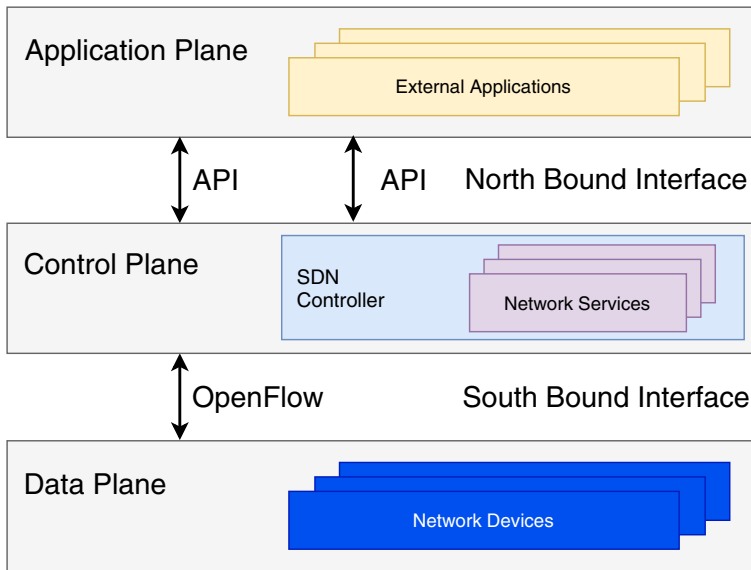 Application Plane
External Applications
API
API
North Bound Interface
Control Plane
SDN
Controller
Network Services
OpenFlow
South Bound Interface
Data Plane
Network Devices